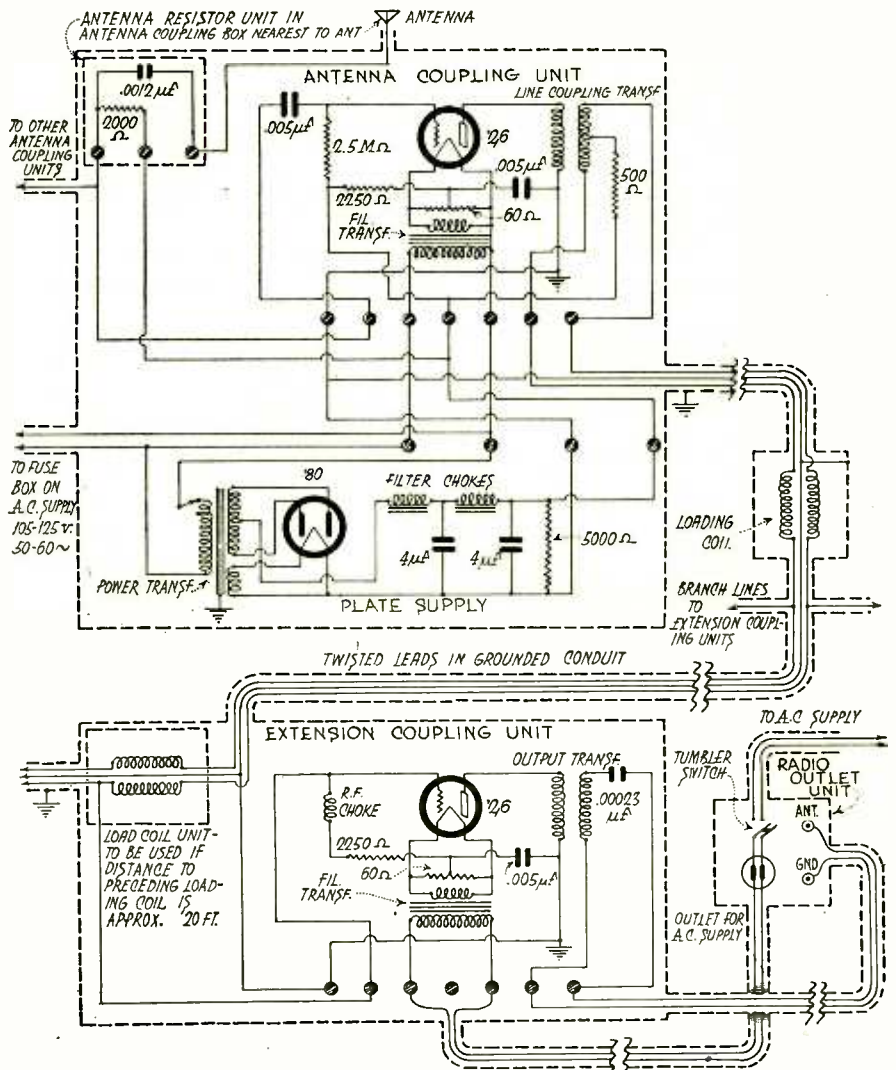 ANTENNA RESISTOR UNIT IN
ANTENNA COUPLING BOX NEAREST TO ANT
ANTENNA
ANTENNA COUPLING UNIT
.0012 µF
2000
Ω
TO OTHER
ANTENNA
COUPLING
UNITS
.005µF
'26
LINE COUPLING TRANSF.
2.5 MΩ
.005µF
500
Ω
2250 Ω
60 Ω
FIL.
TRANSF.
TO FUSE
BOX ON
A.C. SUPPLY
105-125 V.
50-60~
'80
FILTER CHOKES
4µF
4µF
5000 Ω
POWER TRANSF.
PLATE SUPPLY
LOADING
COIL
BRANCH LINES
TO
EXTENSION COUPL-
ING UNITS
TWISTED LEADS IN GROUNDED CONDUIT
EXTENSION COUPLING UNIT
TO A.C. SUPPLY
OUTPUT TRANSF.
TUMBLER
SWITCH
RADIO
OUTLET
UNIT
R.F.
CHOKE
'26
.00023
µF
ANT.
2250 Ω
60Ω
.005µF
GND
FIL.
TRANSF.
LOAD COIL UNIT-
TO BE USED IF
DISTANCE TO
PRECEDING LOAD-
ING COIL IS
APPROX. 20 FT.
OUTLET FOR
A.C. SUPPLY